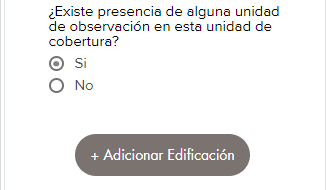 ¿Existe presencia de alguna unidad
de observación en esta unidad de
cobertura?
Si
No
+ Adicionar Edificación